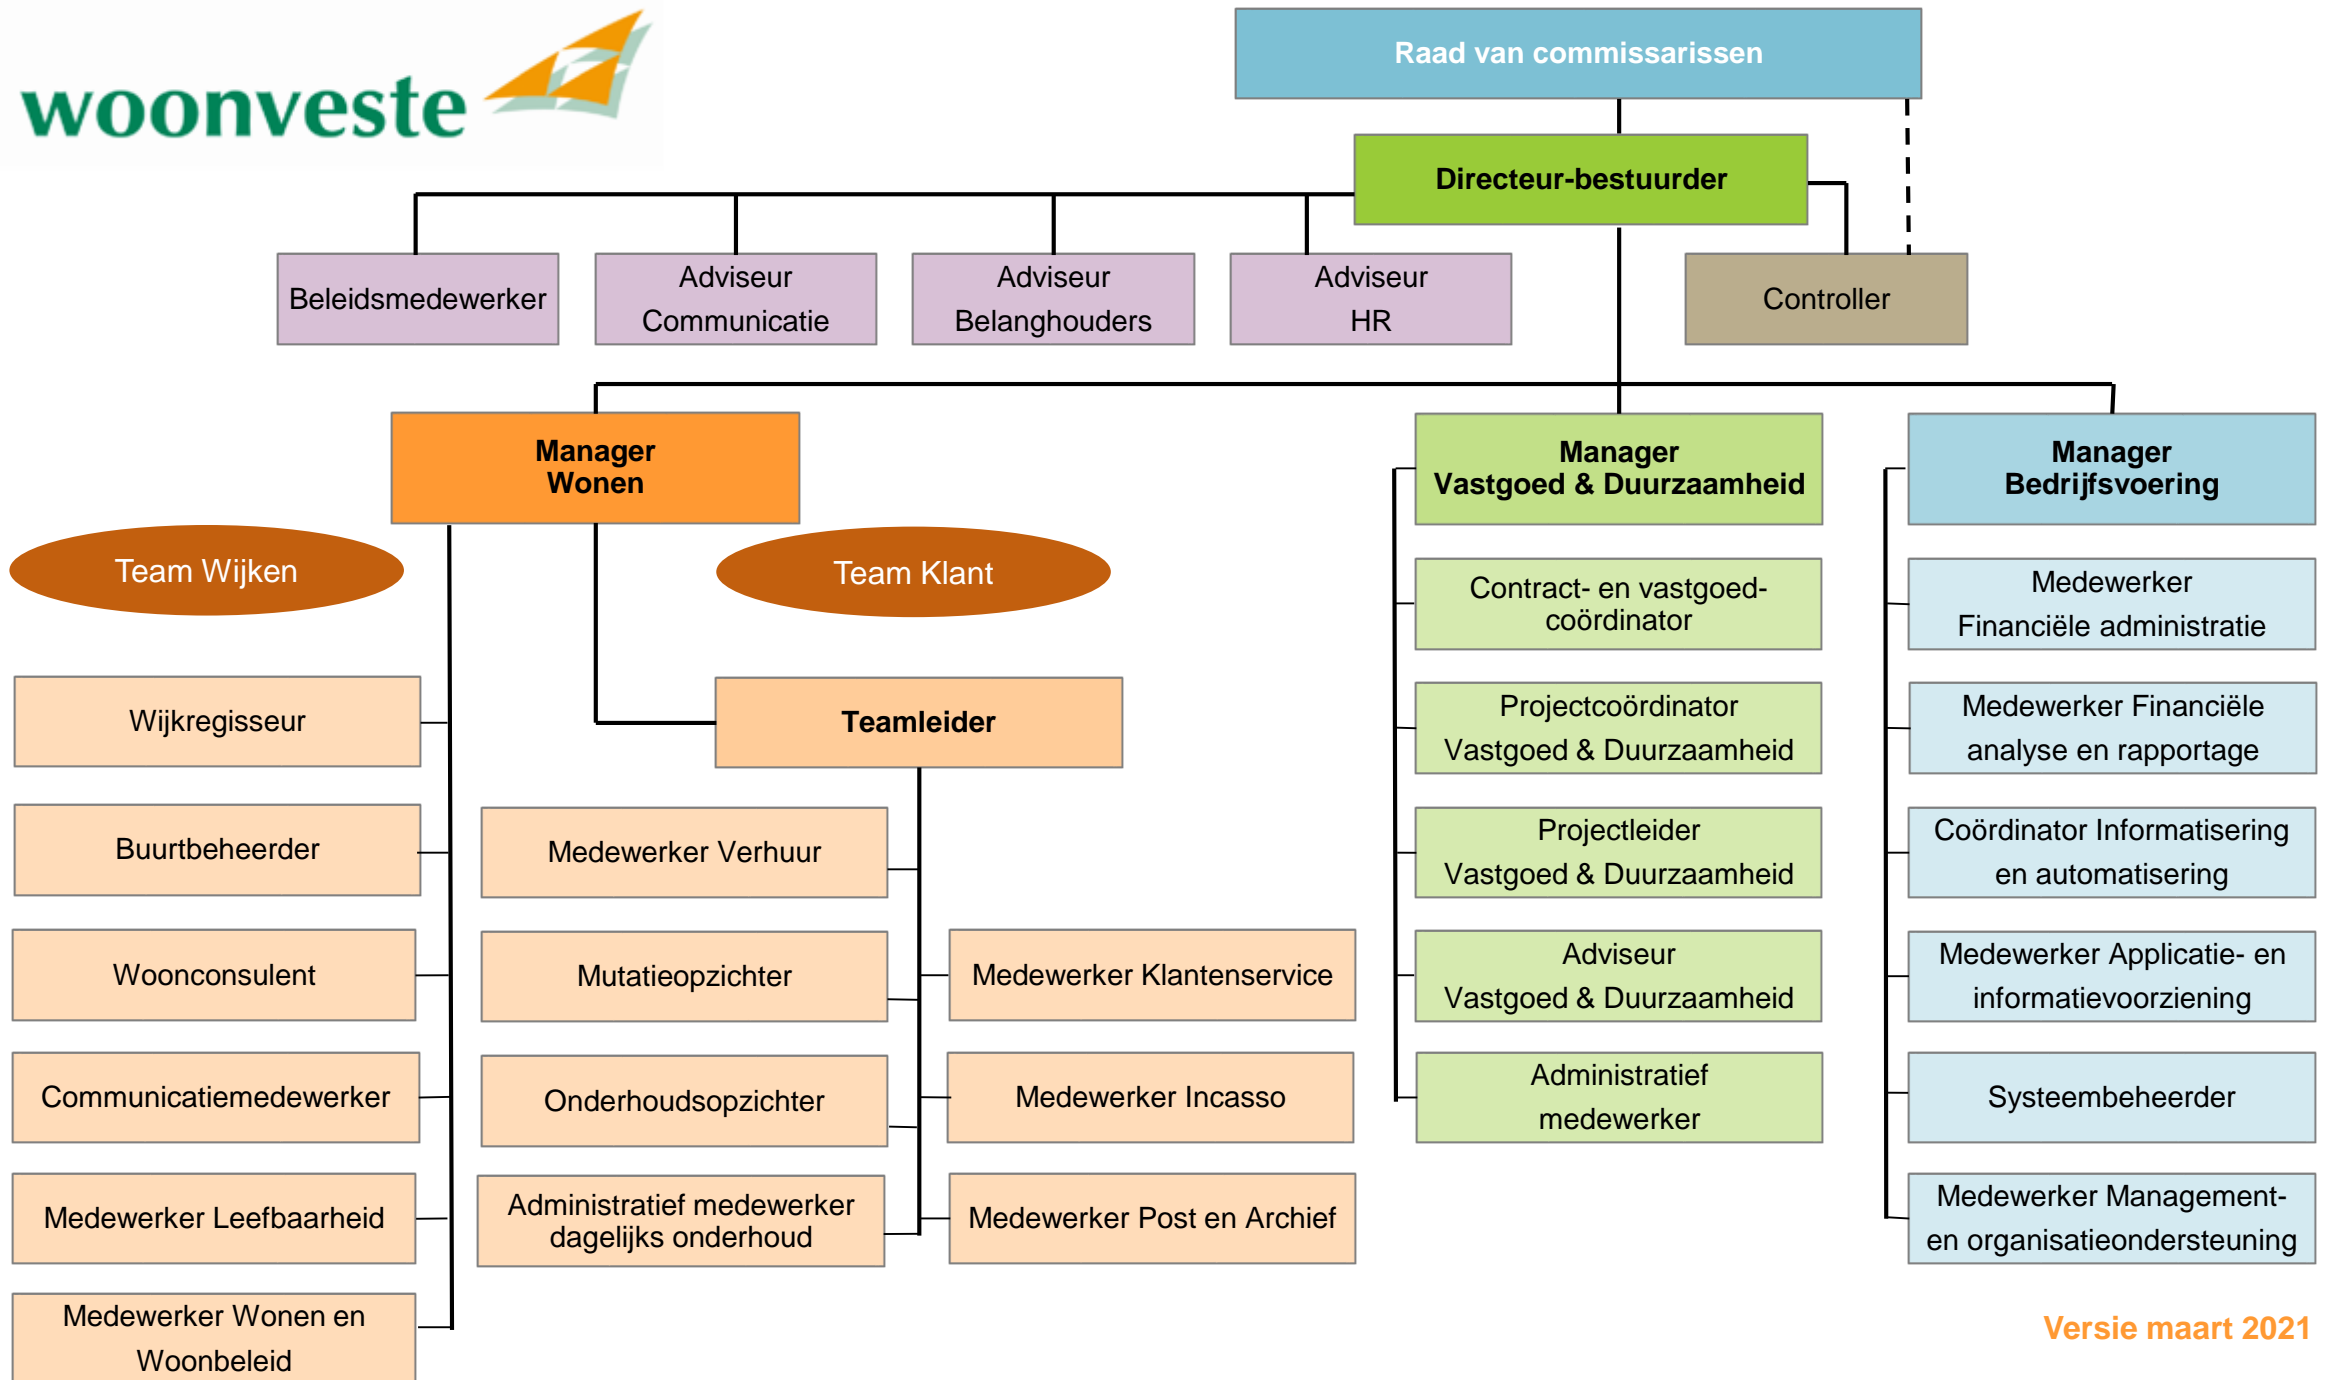 woonveste
Raad van commissarissen
Directeur-bestuurder
Beleidsmedewerker
Adviseur
Communicatie
Adviseur
Belanghouders
Adviseur
HR
Controller
Manager
Wonen
Manager
Vastgoed & Duurzaamheid
Manager
Bedrijfsvoering
Team Wijken
Team Klant
Wijkregisseur
Buurtbeheerder
Woonconsulent
Communicatiemedewerker
Medewerker Leefbaarheid
Medewerker Wonen en
Woonbeleid
Teamleider
Medewerker Verhuur
Mutatieopzichter
Onderhoudsopzichter
Administratief medewerker
dagelijks onderhoud
Medewerker Klantenservice
Medewerker Incasso
Medewerker Post en Archief
Contract- en vastgoed-
coördinator
Projectcoördinator
Vastgoed & Duurzaamheid
Projectleider
Vastgoed & Duurzaamheid
Adviseur
Vastgoed & Duurzaamheid
Administratief
medewerker
Medewerker
Financiële administratie
Medewerker Financiële
analyse en rapportage
Coördinator Informatisering
en automatisering
Medewerker Applicatie- en
informatievoorziening
Systeembeheerder
Medewerker Management-
en organisatieondersteuning
Versie maart 2021